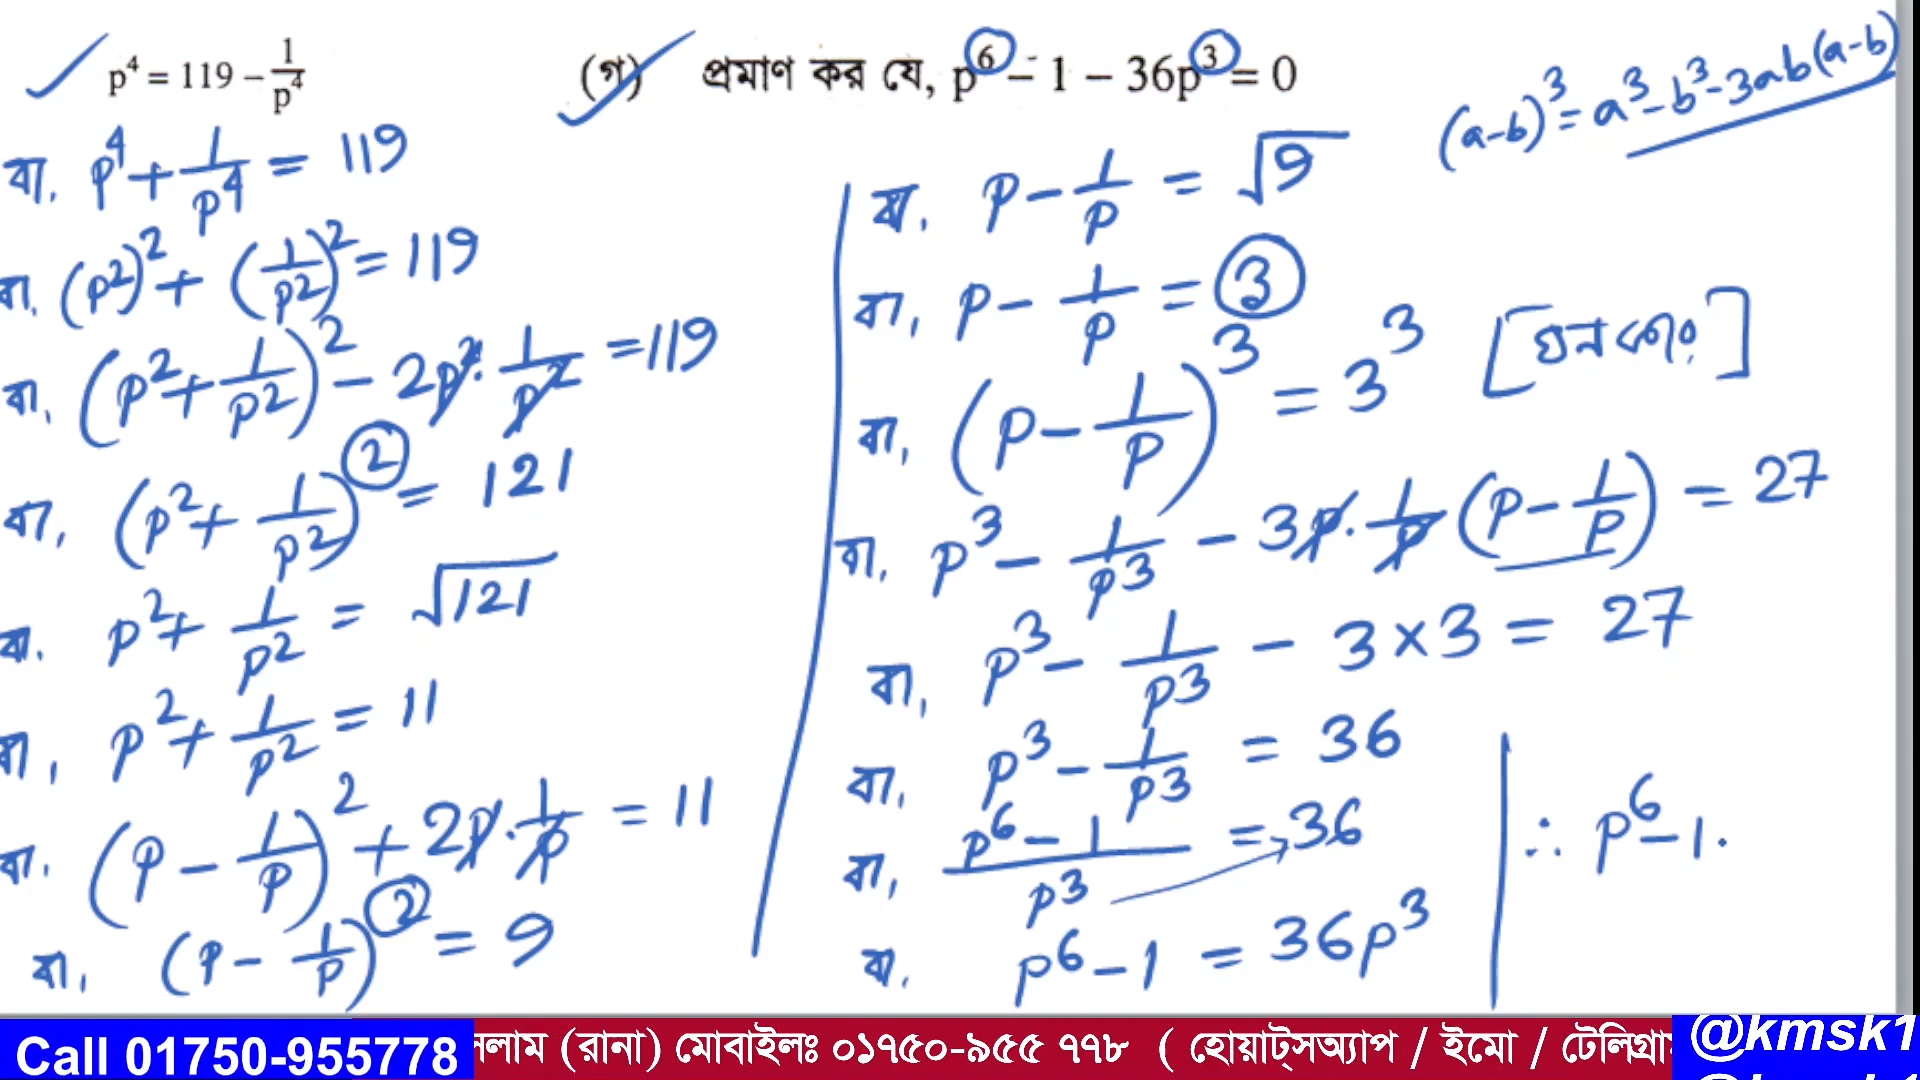 p⁴ = 119 – 1/p⁴
(গ) প্রমাণ কর যে, p⁶ – 1 – 36p³ = 0
(a-b)³ = a³-b³-3ab(a-b)
বা, p⁴ + 1/p⁴ = 119
বা, (p²)² + (1/p²)² = 119
বা, (p² + 1/p²)² - 2p² · 1/p² = 119
বা, (p² + 1/p²)² = 121
বা, p² + 1/p² = √121
বা, p² + 1/p² = 11
বা, (p - 1/p)² + 2p · 1/p = 11
বা, (p - 1/p)² = 9
বা, p - 1/p = √9
বা, p - 1/p = 3
বা, (p - 1/p)³ = 3³ [ঘন করে]
বা, p³ - 1/p³ - 3p · 1/p (p - 1/p) = 27
বা, p³ - 1/p³ - 3×3 = 27
বা, p³ - 1/p³ = 36
বা, (p⁶ - 1)/p³ = 36
বা, p⁶ - 1 = 36p³
∴ p⁶ - 1 ·
Call 01750-955778
সলাম (রানা) মোবাইলঃ ০১৭৫০-৯৫৫ ৭৭৮ ( হোয়াট্সঅ্যাপ / ইমো / টেলিগ্রা
@kmsk1